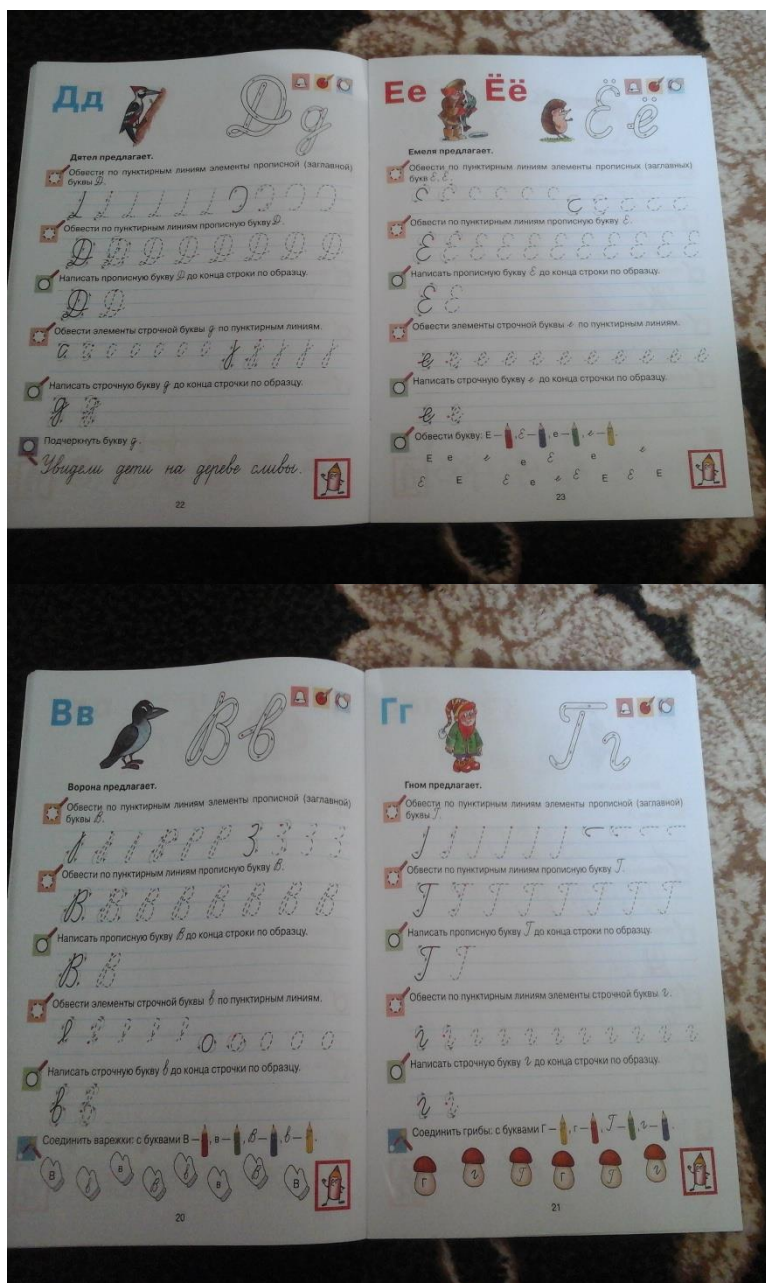 Дд
Д д
Дятел предлагает.
Обвести по пунктирным линиям элементы прописной (заглавной)
буквы Д.
Обвести по пунктирным линиям прописную букву Д.
Д Д Д Д Д Д Д Д
Написать прописную букву Д до конца строки по образцу.
Д Д
Обвести элементы строчной буквы д по пунктирным линиям.
Написать строчную букву д до конца строчки по образцу.
д д
Подчеркнуть букву д.
Увидели дети на дереве сливы.
22
Ее Ёё
Ё ё
Емеля предлагает.
Обвести по пунктирным линиям элементы прописных (заглавных)
букв Е, Ё.
Обвести по пунктирным линиям прописную букву Е.
Е Е Е Е Е Е Е Е Е Е Е
Написать прописную букву Е до конца строки по образцу.
Е Е
Обвести элементы строчной буквы е по пунктирным линиям.
е е е е е е е е е е е
Написать строчную букву е до конца строчки по образцу.
е е
Обвести букву: Е – , Е – , е – , е – .
Е е е е Е е е
Е Е Е е е Е Е Е Е
23
Вв
В в
Ворона предлагает.
Обвести по пунктирным линиям элементы прописной (заглавной)
буквы В.
Обвести по пунктирным линиям прописную букву В.
В В В В В В В В
Написать прописную букву В до конца строки по образцу.
В В
Обвести элементы строчной буквы в по пунктирным линиям.
Написать строчную букву в до конца строчки по образцу.
в в
Соединить варежки: с буквами В – , в – , В – , в – .
В в в В в в В В
20
Гг
Г г
Гном предлагает.
Обвести по пунктирным линиям элементы прописной (заглавной)
буквы Г.
Обвести по пунктирным линиям прописную букву Г.
Г Г Г Г Г Г Г Г
Написать прописную букву Г до конца строки по образцу.
Г Г
Обвести по пунктирным линиям элементы строчной буквы г.
г г г г г г г г г г г
Написать строчную букву г до конца строчки по образцу.
г г
Соединить грибы: с буквами Г – , г – , Г – , г – .
Г г Г Г Г г
21